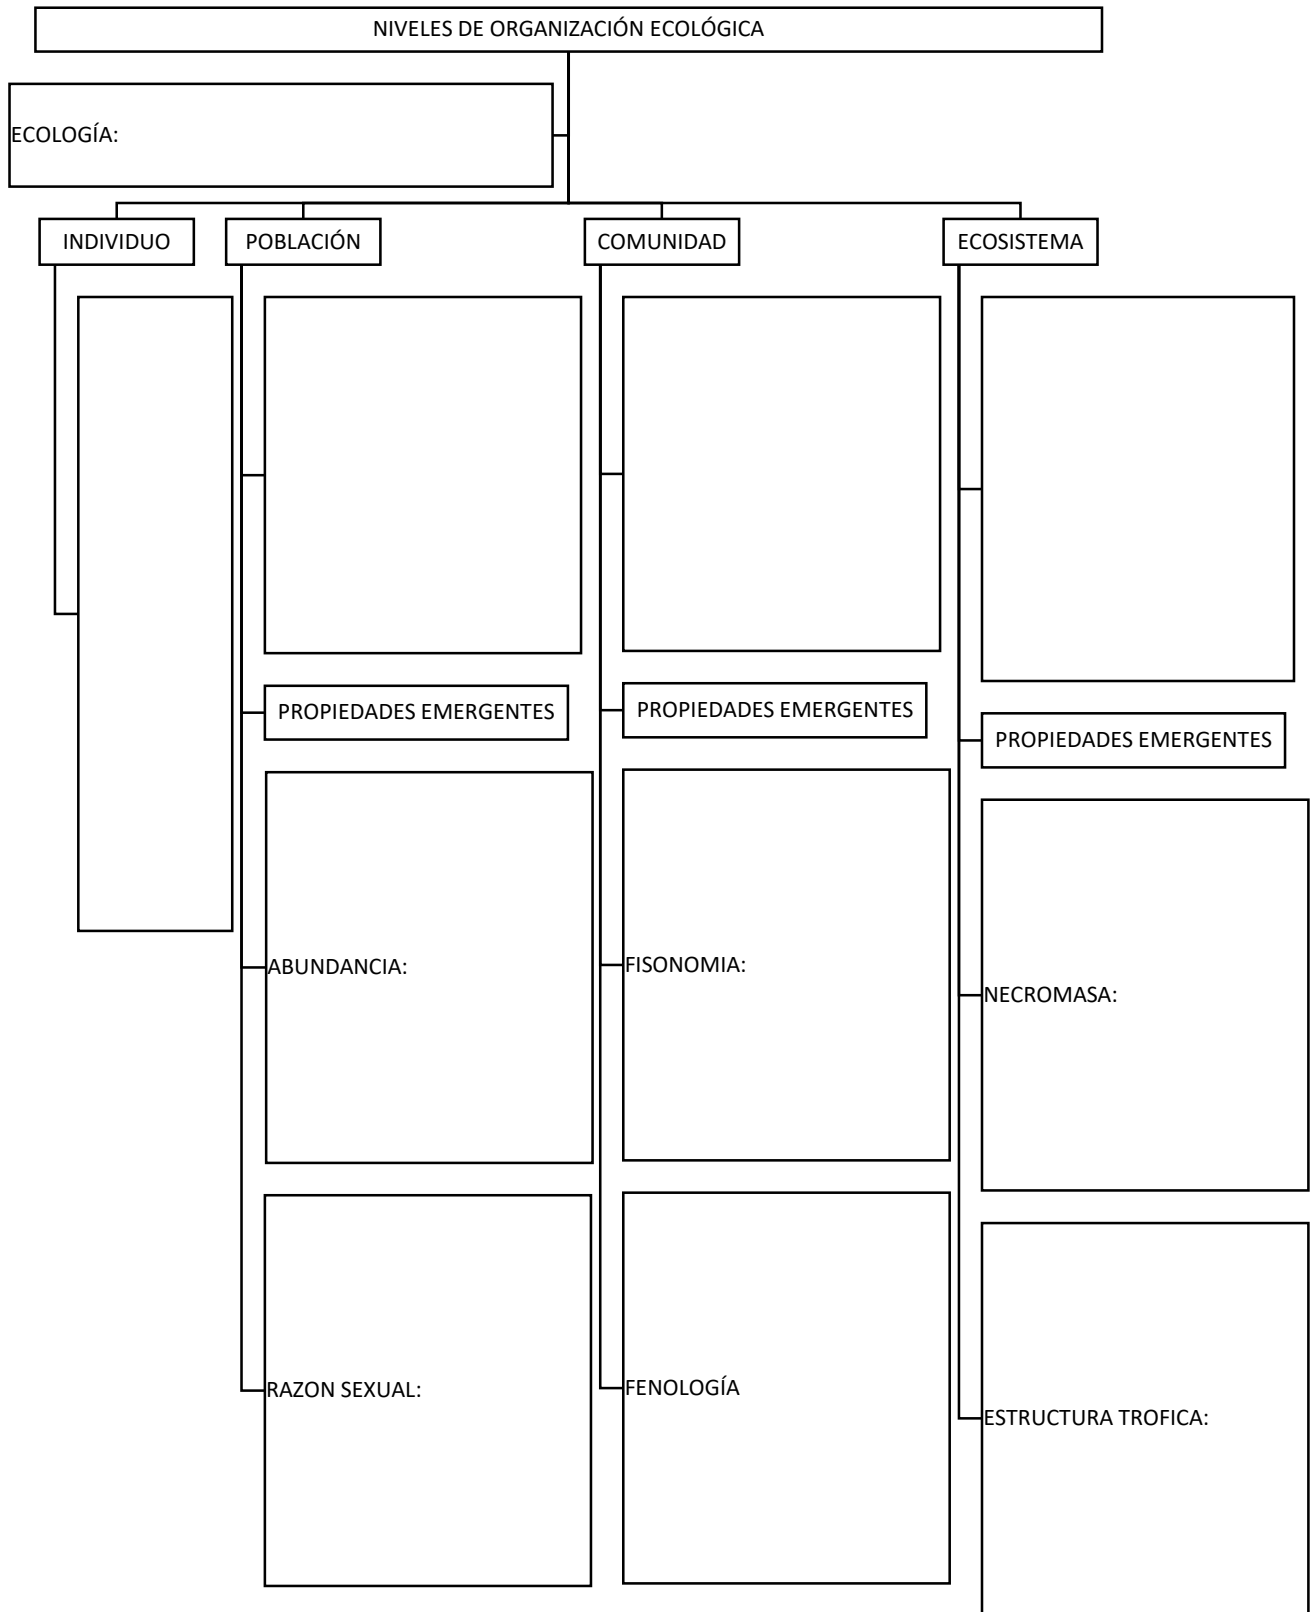 NIVELES DE ORGANIZACIÓN ECOLÓGICA
ECOLOGÍA:
INDIVIDUO
POBLACIÓN
COMUNIDAD
ECOSISTEMA
PROPIEDADES EMERGENTES
PROPIEDADES EMERGENTES
PROPIEDADES EMERGENTES
ABUNDANCIA:
FISONOMIA:
NECROMASA:
RAZON SEXUAL:
FENOLOGÍA
ESTRUCTURA TROFICA: